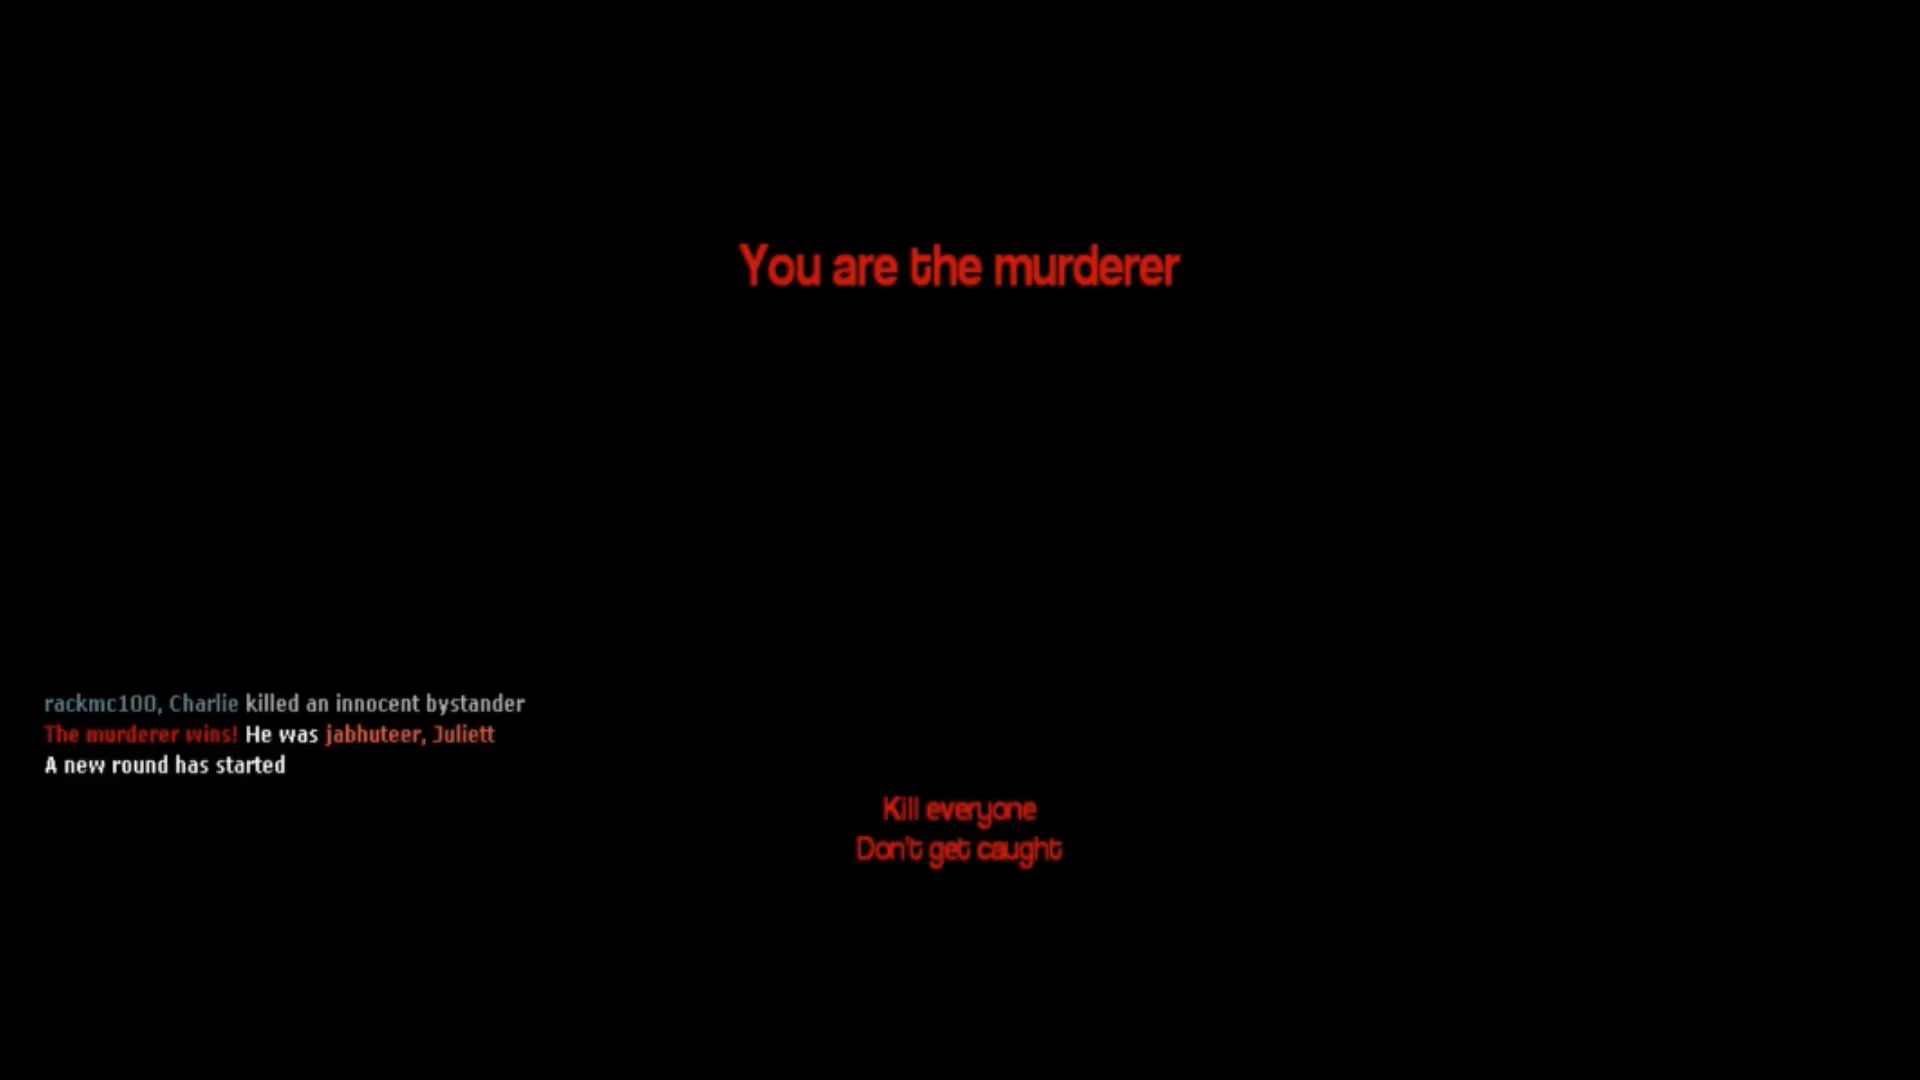 You are the murderer
rackmc100, Charlie killed an innocent bystander
The murderer wins! He was jabhuteer, Juliett
A new round has started
Kill everyone
Don't get caught